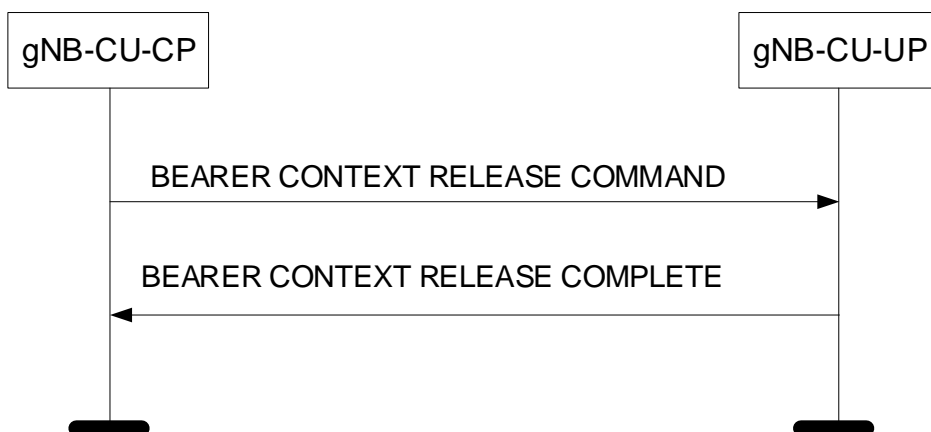 gNB-CU-CP
gNB-CU-UP
BEARER CONTEXT RELEASE COMMAND
BEARER CONTEXT RELEASE COMPLETE